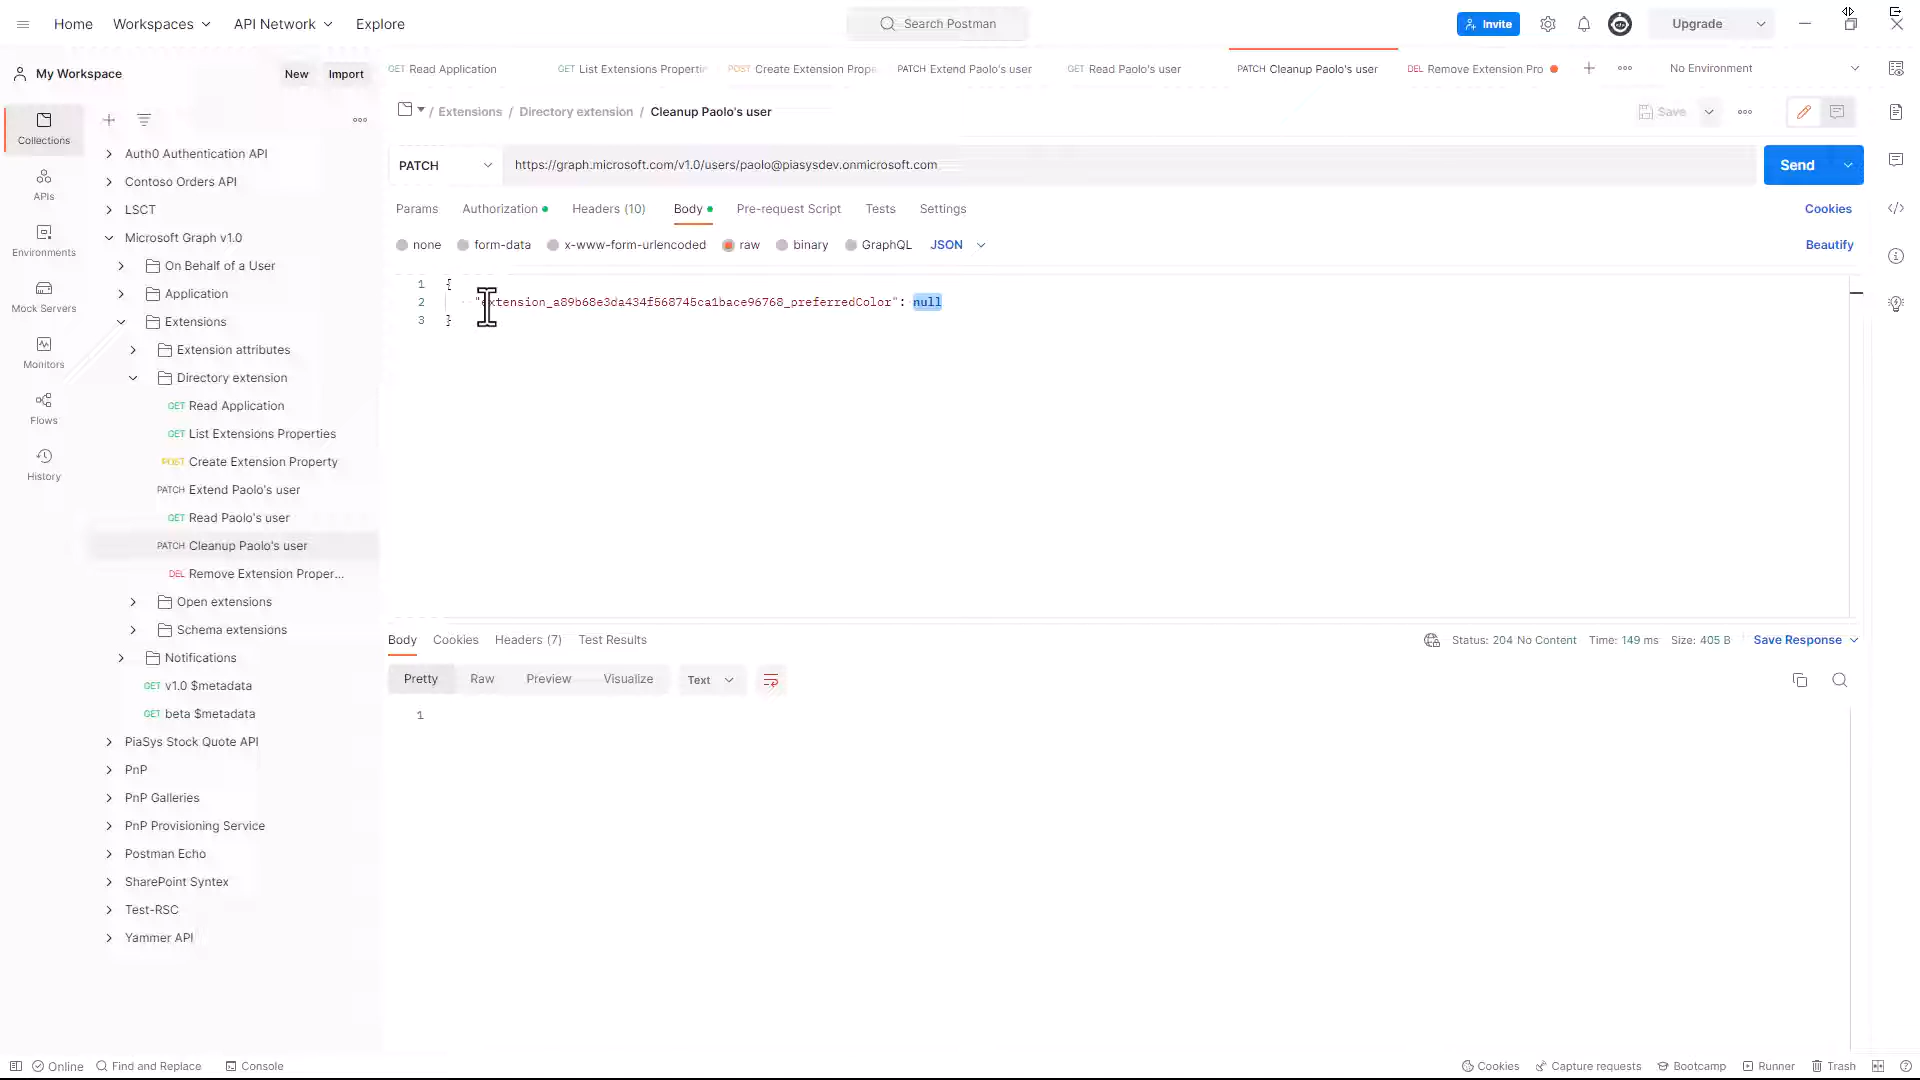 Home Workspaces API Network Explore Search Postman Invite Upgrade
My Workspace New Import
GET Read Application GET List Extensions Properti POST Create Extension Prope PATCH Extend Paolo's user GET Read Paolo's user PATCH Cleanup Paolo's user DEL Remove Extension Pro No Environment
/ Extensions / Directory extension / Cleanup Paolo's user Save
PATCH https://graph.microsoft.com/v1.0/users/paolo@piasysdev.onmicrosoft.com Send
Params Authorization Headers (10) Body Pre-request Script Tests Settings Cookies
none form-data x-www-form-urlencoded raw binary GraphQL JSON Beautify
1 {
2 "extension_a89b68e3da434f568745ca1bace96768_preferredColor": null
3 }
Collections
APIs
Environments
Mock Servers
Monitors
Flows
History
Auth0 Authentication API
Contoso Orders API
LSCT
Microsoft Graph v1.0
On Behalf of a User
Application
Extensions
Extension attributes
Directory extension
GET Read Application
GET List Extensions Properties
POST Create Extension Property
PATCH Extend Paolo's user
GET Read Paolo's user
PATCH Cleanup Paolo's user
DEL Remove Extension Proper...
Open extensions
Schema extensions
Notifications
GET v1.0 $metadata
GET beta $metadata
PiaSys Stock Quote API
PnP
PnP Galleries
PnP Provisioning Service
Postman Echo
SharePoint Syntex
Test-RSC
Yammer API
Body Cookies Headers (7) Test Results Status: 204 No Content Time: 149 ms Size: 405 B Save Response
Pretty Raw Preview Visualize Text
1
Online Find and Replace Console Cookies Capture requests Bootcamp Runner Trash